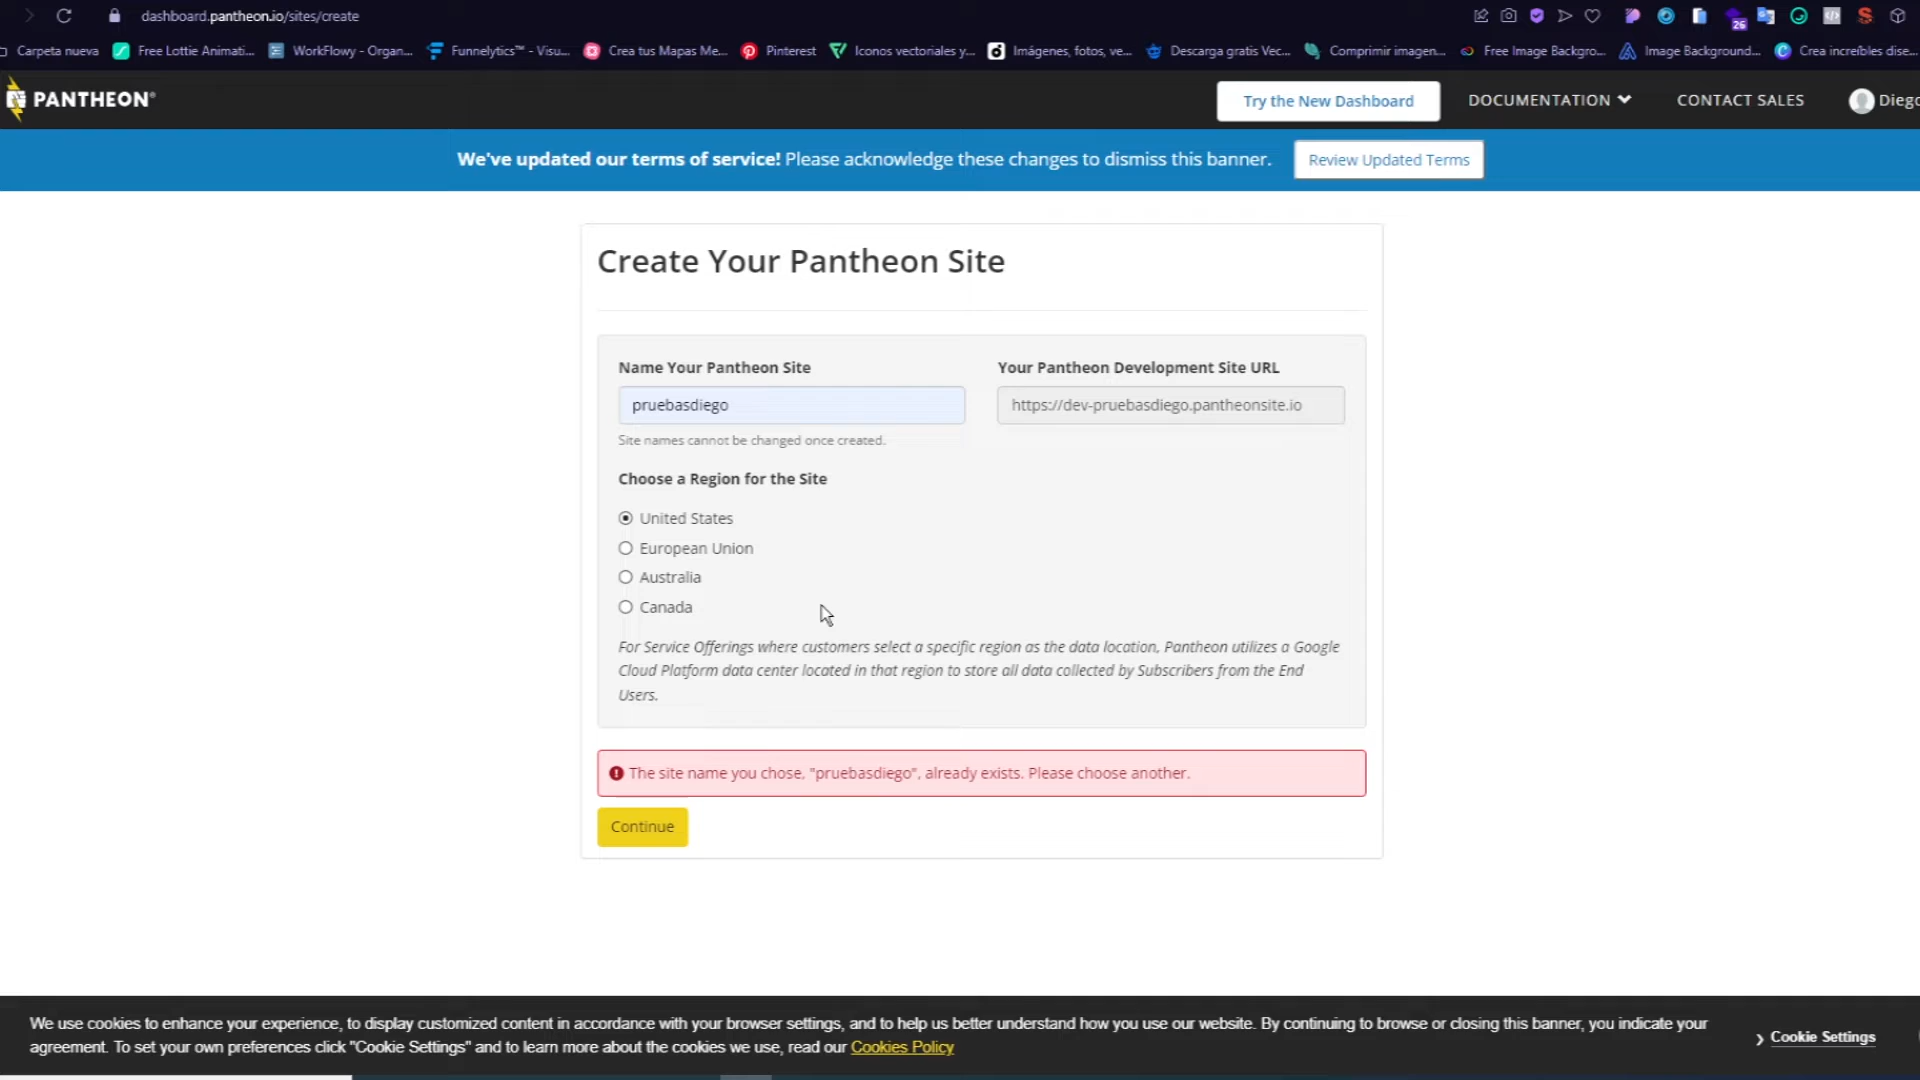 dashboard.pantheon.io/sites/create
26
Carpeta nueva
Free Lottie Animati...
WorkFlowy - Organ...
Funnelytics™ - Visu...
Crea tus Mapas Me...
Pinterest
Iconos vectoriales y...
Imágenes, fotos, ve...
Descarga gratis Vec...
Comprimir imagen...
Free Image Backgro...
Image Background...
Crea increíbles dise...
PANTHEON®
Try the New Dashboard
DOCUMENTATION
CONTACT SALES
Diego
We've updated our terms of service! Please acknowledge these changes to dismiss this banner.
Review Updated Terms
Create Your Pantheon Site
Name Your Pantheon Site
Your Pantheon Development Site URL
pruebasdiego
https://dev-pruebasdiego.pantheonsite.io
Site names cannot be changed once created.
Choose a Region for the Site
United States
European Union
Australia
Canada
For Service Offerings where customers select a specific region as the data location, Pantheon utilizes a Google
Cloud Platform data center located in that region to store all data collected by Subscribers from the End
Users.
The site name you chose, "pruebasdiego", already exists. Please choose another.
Continue
We use cookies to enhance your experience, to display customized content in accordance with your browser settings, and to help us better understand how you use our website. By continuing to browse or closing this banner, you indicate your
agreement. To set your own preferences click "Cookie Settings" and to learn more about the cookies we use, read our Cookies Policy
Cookie Settings